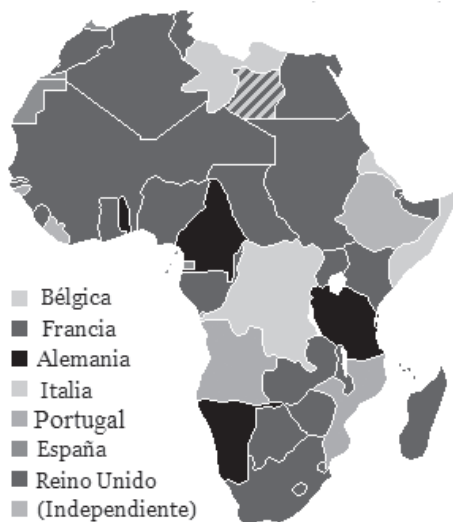 Bélgica
Francia
Alemania
Italia
Portugal
España
Reino Unido
(Independiente)